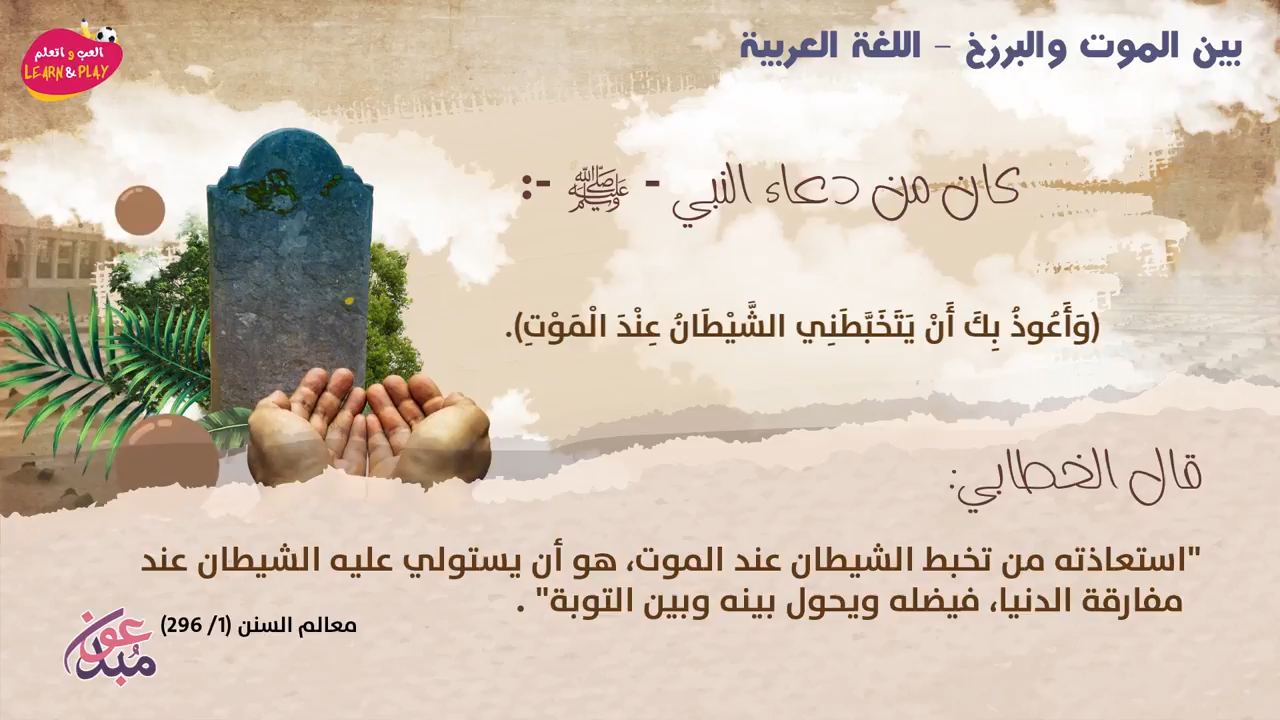 بين الموت والبرزخ – اللغة العربية
العب و اتعلم
LEARN & PLAY
كان من دعاء النبي - ﷺ -:
(وَأَعُوذُ بِكَ أَنْ يَتَخَبَّطَنِي الشَّيْطَانُ عِنْدَ الْمَوْتِ).
قال الخطابي:
"استعاذته من تخبط الشيطان عند الموت، هو أن يستولي عليه الشيطان عند
مفارقة الدنيا، فيضله ويحول بينه وبين التوبة" .
معالم السنن (1/ 296)
مُبدعون